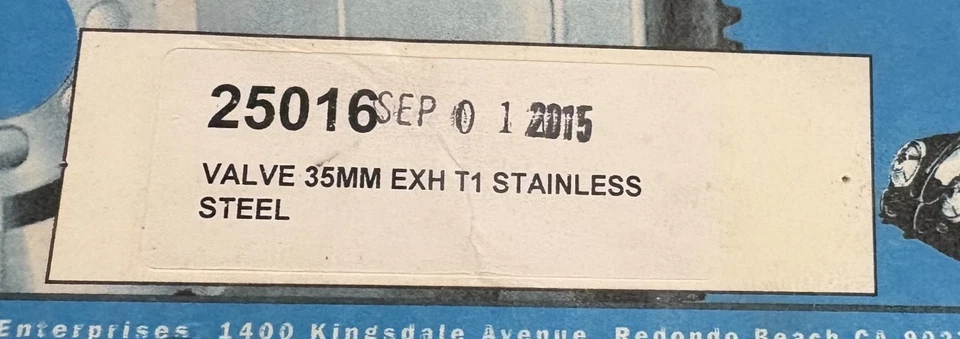 25016 SEP 0 1 2015
VALVE 35MM EXH T1 STAINLESS
STEEL
Enterprises 1400 Kingsdale Avenue Redondo Beach CA